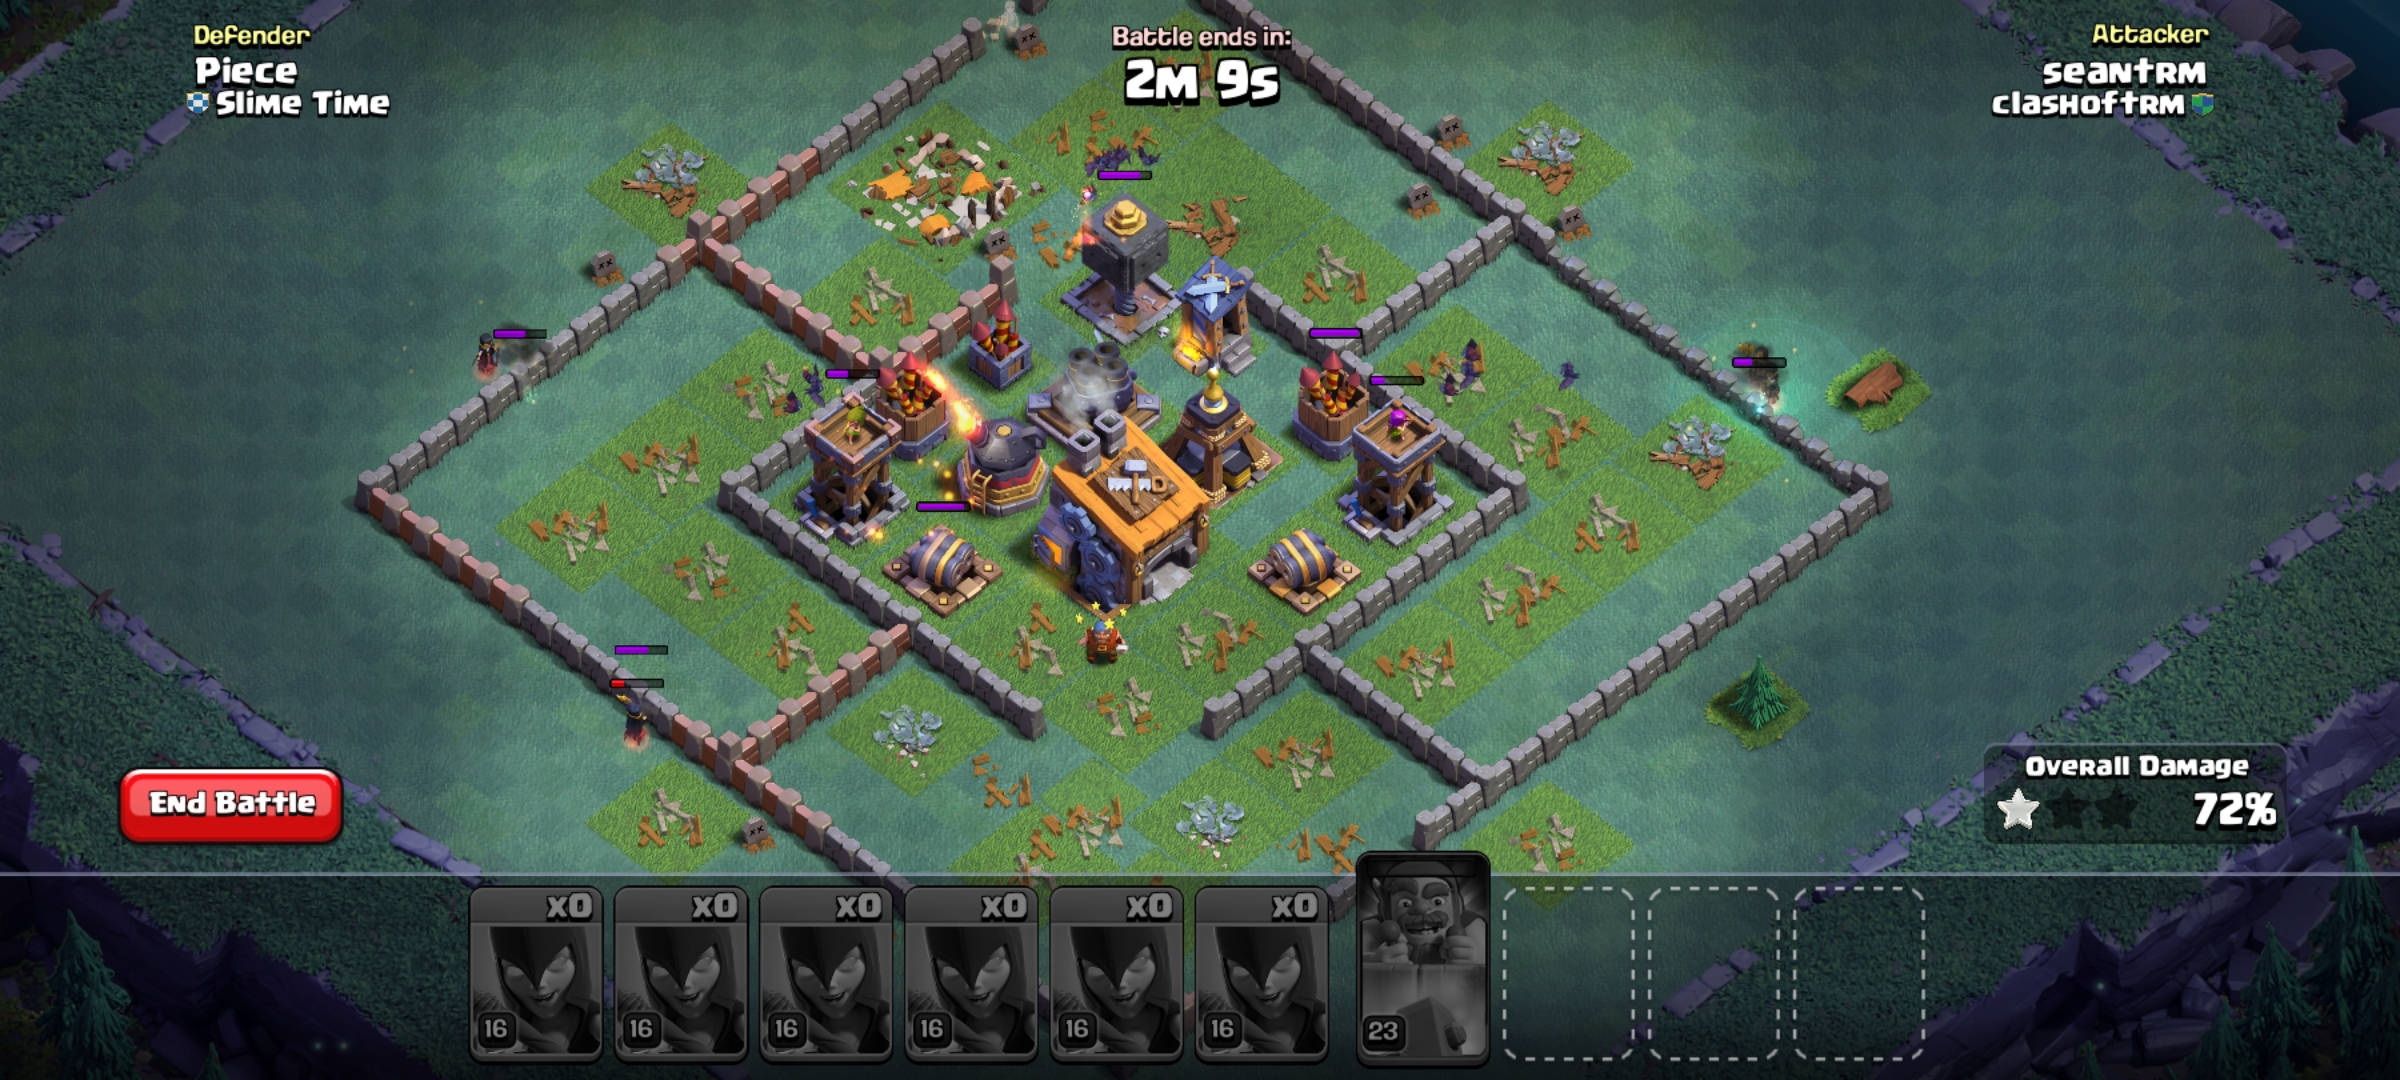 Defender
Piece
Slime Time
Battle ends in:
2M 9s
Attacker
seantRM
clashoftRM
End Battle
Overall Damage
72%
x0
x0
x0
x0
x0
x0
16
16
16
16
16
16
23